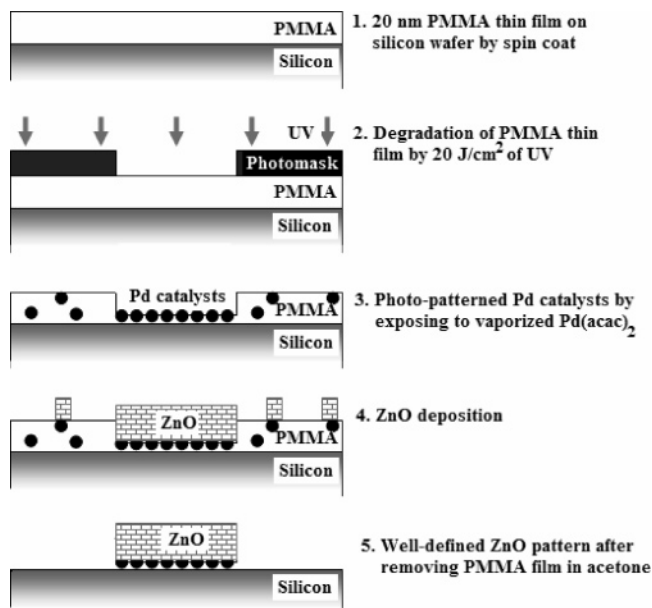 PMMA
Silicon
1. 20 nm PMMA thin film on
silicon wafer by spin coat
UV
Photomask
PMMA
Silicon
2. Degradation of PMMA thin
film by 20 J/cm² of UV
Pd catalysts
PMMA
Silicon
3. Photo-patterned Pd catalysts by
exposing to vaporized Pd(acac)₂
ZnO
PMMA
Silicon
4. ZnO deposition
ZnO
Silicon
5. Well-defined ZnO pattern after
removing PMMA film in acetone